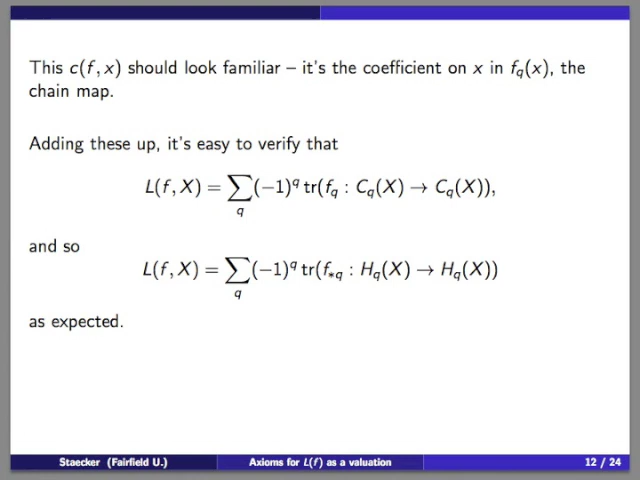 This c(f, x) should look familiar – it's the coefficient on x in f_q(x), the
chain map.
Adding these up, it's easy to verify that
L(f, X) = ∑_q (−1)^q tr(f_q : C_q(X) → C_q(X)),
and so
L(f, X) = ∑_q (−1)^q tr(f_{*q} : H_q(X) → H_q(X))
as expected.
Staecker (Fairfield U.) Axioms for L(f) as a valuation 12 / 24